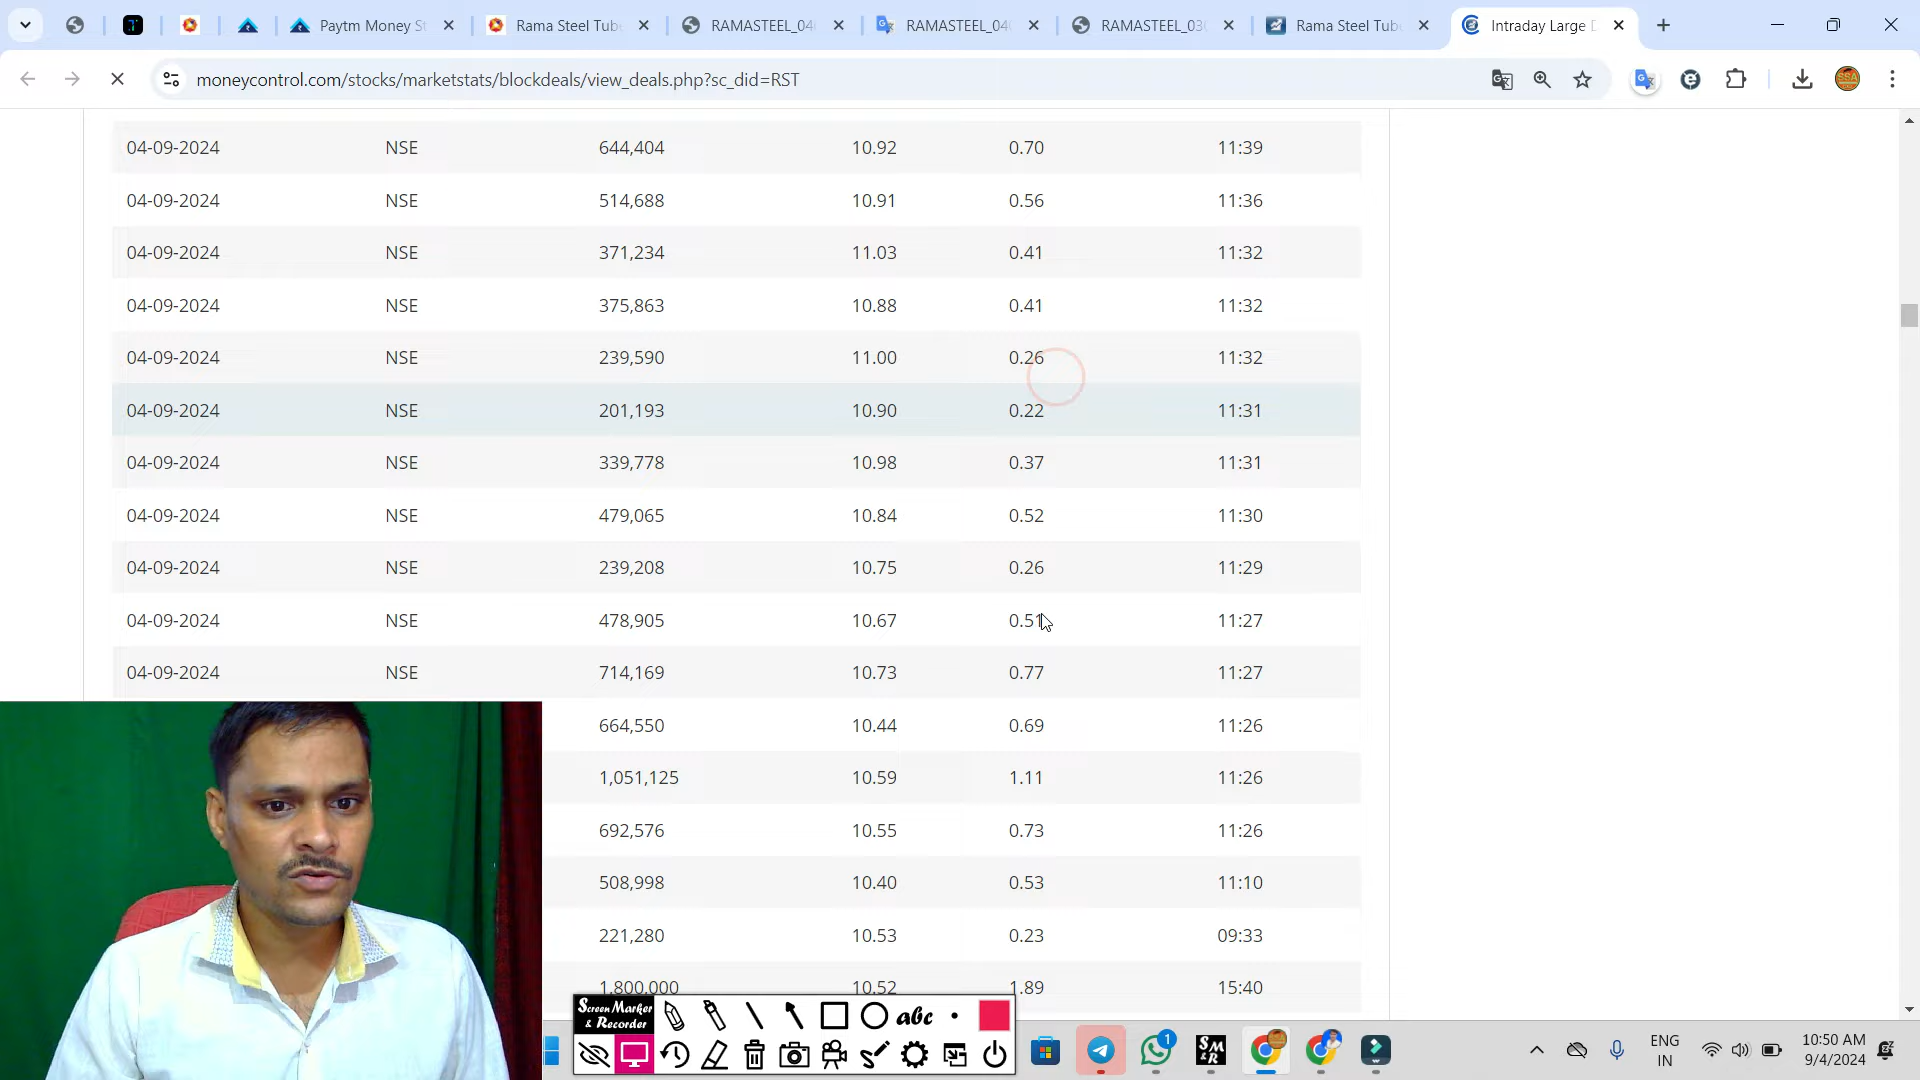 Paytm Money St
Rama Steel Tub
RAMASTEEL_04
RAMASTEEL_04
RAMASTEEL_03
Rama Steel Tub
Intraday Large
moneycontrol.com/stocks/marketstats/blockdeals/view_deals.php?sc_did=RST
04-09-2024 NSE 644,404 10.92 0.70 11:39
04-09-2024 NSE 514,688 10.91 0.56 11:36
04-09-2024 NSE 371,234 11.03 0.41 11:32
04-09-2024 NSE 375,863 10.88 0.41 11:32
04-09-2024 NSE 239,590 11.00 0.26 11:32
04-09-2024 NSE 201,193 10.90 0.22 11:31
04-09-2024 NSE 339,778 10.98 0.37 11:31
04-09-2024 NSE 479,065 10.84 0.52 11:30
04-09-2024 NSE 239,208 10.75 0.26 11:29
04-09-2024 NSE 478,905 10.67 0.51 11:27
04-09-2024 NSE 714,169 10.73 0.77 11:27
664,550 10.44 0.69 11:26
1,051,125 10.59 1.11 11:26
692,576 10.55 0.73 11:26
508,998 10.40 0.53 11:10
221,280 10.53 0.23 09:33
1,800,000 10.52 1.89 15:40
Screen Marker
& Recorder
abc
1
SM
&R
ENG
IN
10:50 AM
9/4/2024